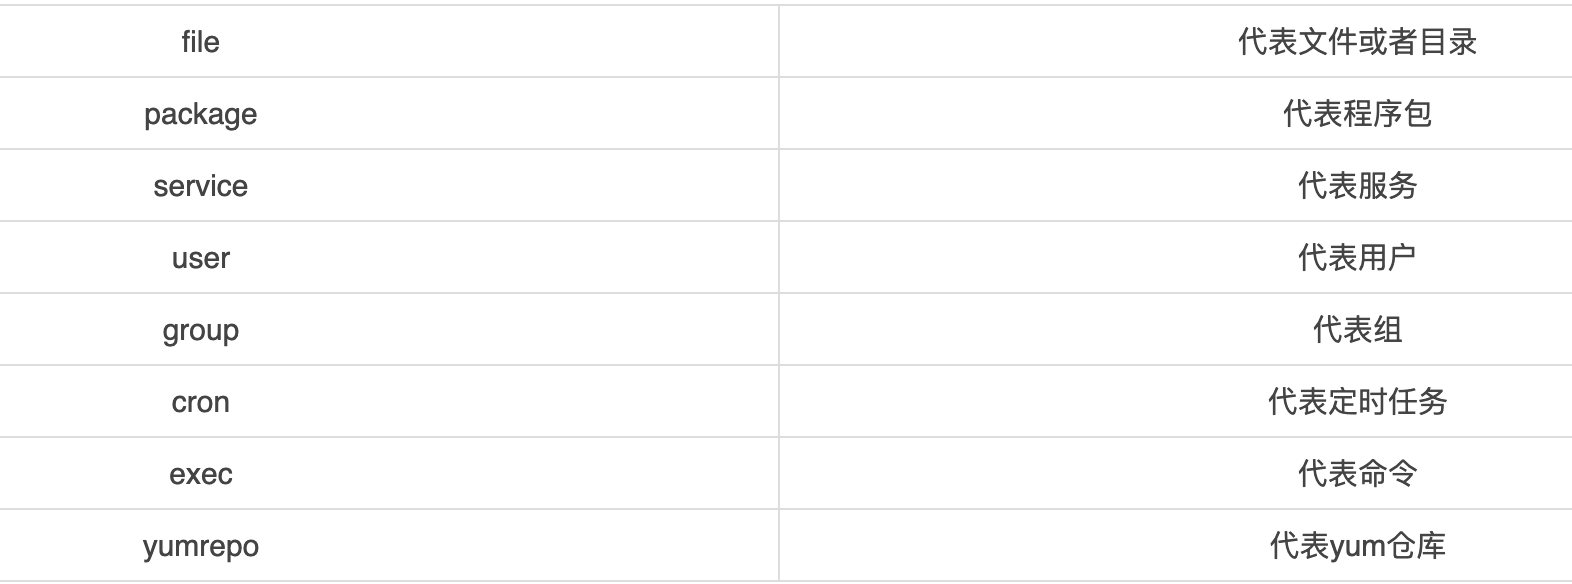 file 代表文件或者目录
package 代表程序包
service 代表服务
user 代表用户
group 代表组
cron 代表定时任务
exec 代表命令
yumrepo 代表yum仓库